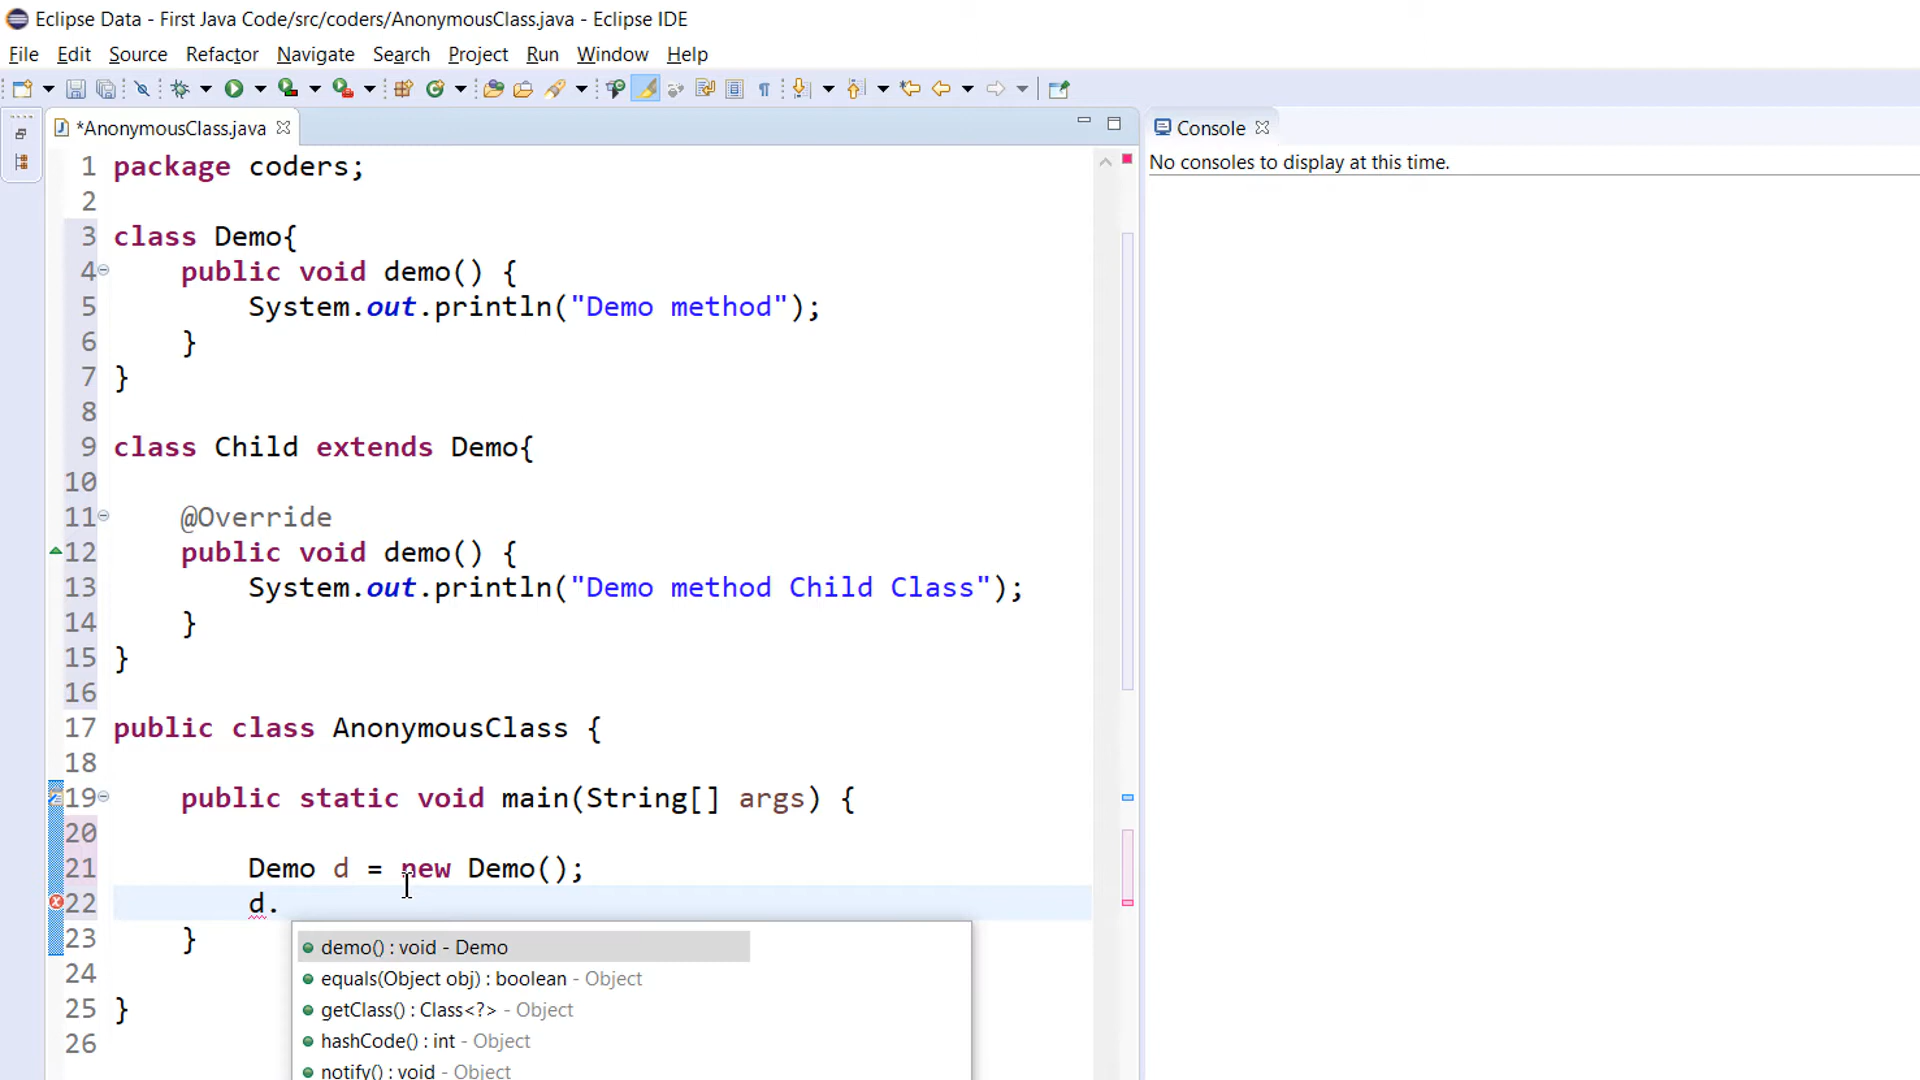 Eclipse Data - First Java Code/src/coders/AnonymousClass.java - Eclipse IDE
File Edit Source Refactor Navigate Search Project Run Window Help
*AnonymousClass.java
Console
No consoles to display at this time.
1 package coders;
2
3 class Demo{
4 public void demo() {
5 System.out.println("Demo method");
6 }
7 }
8
9 class Child extends Demo{
10
11 @Override
12 public void demo() {
13 System.out.println("Demo method Child Class");
14 }
15 }
16
17 public class AnonymousClass {
18
19 public static void main(String[] args) {
20
21 Demo d = new Demo();
22 d.
23 }
24
25 }
26
demo() : void - Demo
equals(Object obj) : boolean - Object
getClass() : Class<?> - Object
hashCode() : int - Object
notify() : void - Object